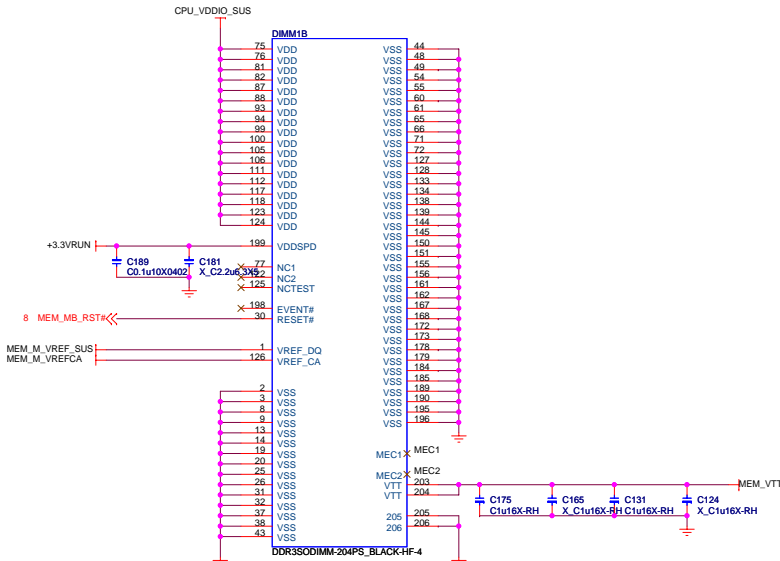 CPU_VDDIO_SUS
DIMM1B
75 VDD VSS 44
76 VDD VSS 48
81 VDD VSS 49
82 VDD VSS 54
87 VDD VSS 55
88 VDD VSS 60
93 VDD VSS 61
94 VDD VSS 65
99 VDD VSS 66
100 VDD VSS 71
105 VDD VSS 72
106 VDD VSS 127
111 VDD VSS 128
112 VDD VSS 133
117 VDD VSS 134
118 VDD VSS 138
123 VDD VSS 139
124 VDD VSS 144
VSS 145
+3.3VRUN 199 VDDSPD VSS 150
VSS 151
C189 C181 77 NC1 VSS 155
C0.1u10X0402 X_C2.2u6.3X5 122 NC2 VSS 156
125 NCTEST VSS 161
VSS 162
198 EVENT# VSS 167
8 MEM_MB_RST# 30 RESET# VSS 168
VSS 172
VSS 173
MEM_M_VREF_SUS 1 VREF_DQ VSS 178
MEM_M_VREFCA 126 VREF_CA VSS 179
VSS 184
VSS 185
2 VSS VSS 189
3 VSS VSS 190
8 VSS VSS 195
9 VSS VSS 196
13 VSS
14 VSS
19 VSS MEC1 MEC1
20 VSS
25 VSS MEC2 MEC2
26 VSS VTT 203 MEM_VTT
31 VSS VTT 204
32 VSS C175 C165 C131 C124
C1u16X-RH X_C1u16X-RH C1u16X-RH X_C1u16X-RH
37 VSS 205 205
38 VSS 206 206
43 VSS
DDR3SODIMM-204PS_BLACK-HF-4